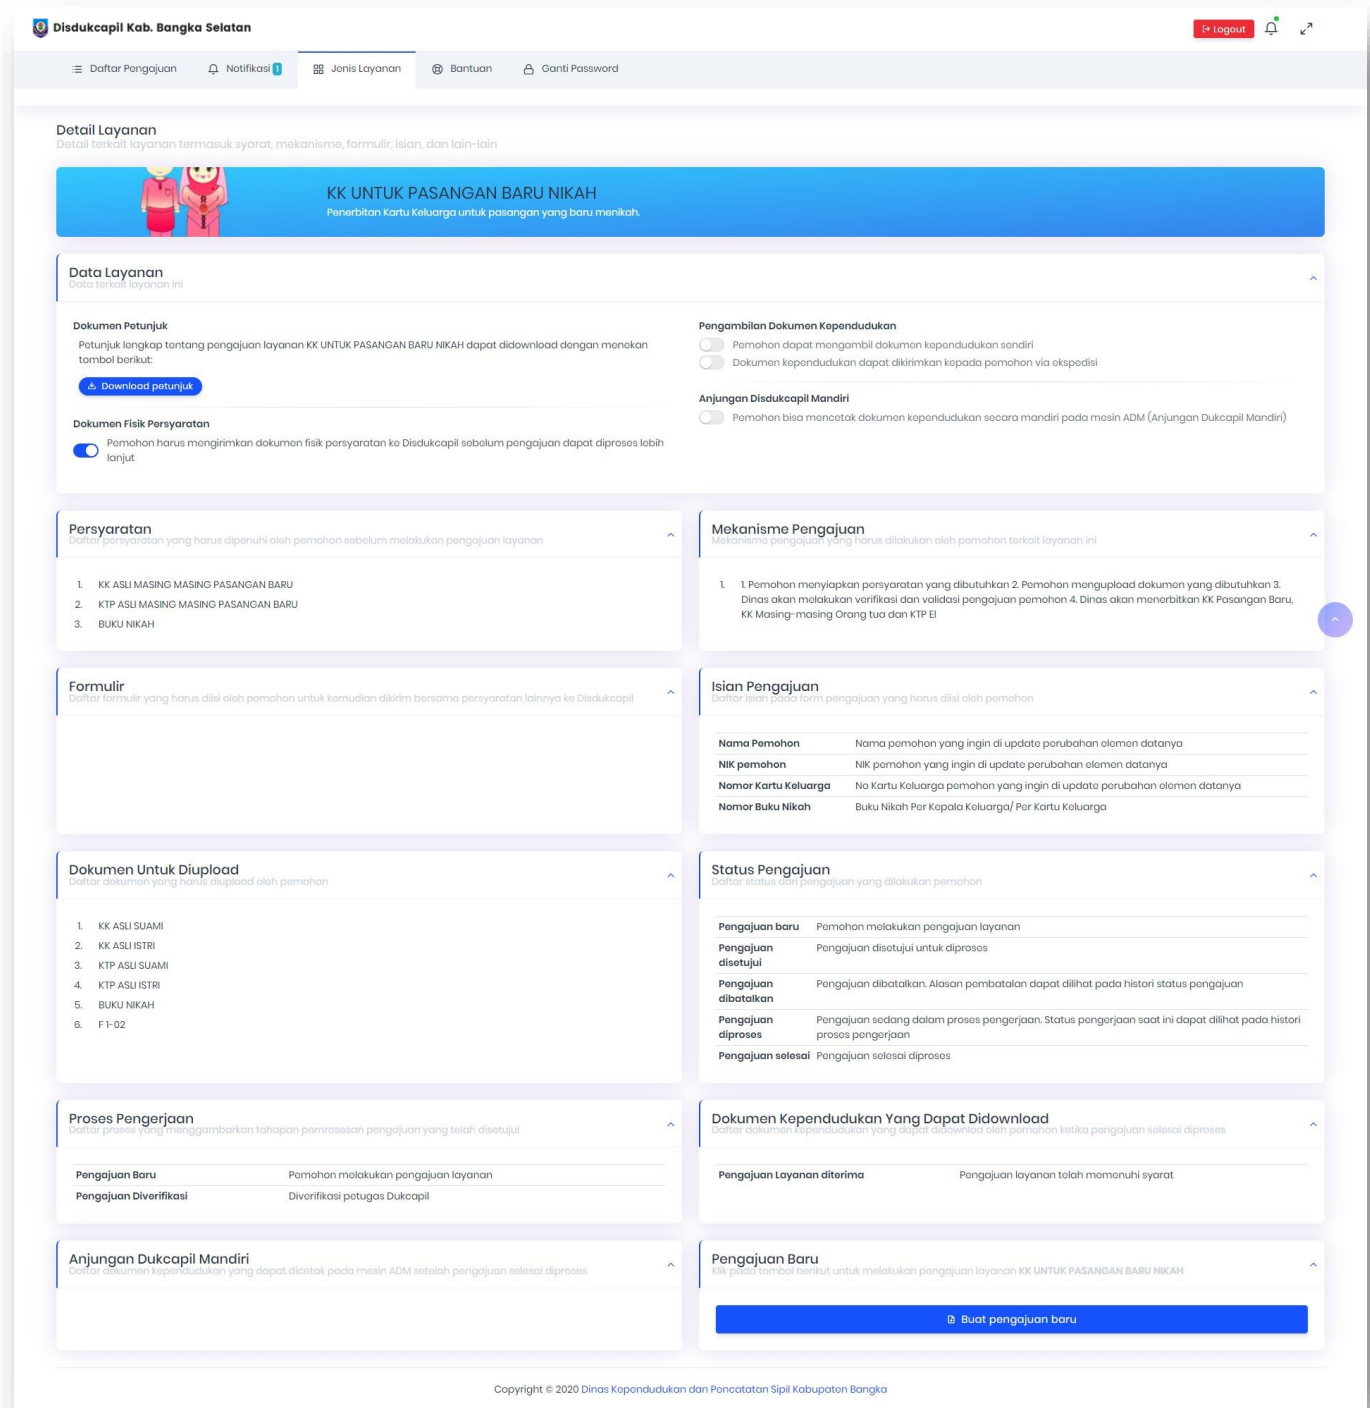 Disdukcapil Kab. Bangka Selatan
Logout
Daftar Pengajuan
Notifikasi 1
Jenis Layanan
Bantuan
Ganti Password
Detail Layanan
Detail terkait layanan termasuk syarat, mekanisme, formulir, isian, dan lain-lain
KK UNTUK PASANGAN BARU NIKAH
Penerbitan Kartu Keluarga untuk pasangan yang baru menikah.
Data Layanan
Data terkait layanan ini
Dokumen Petunjuk
Petunjuk lengkap tentang pengajuan layanan KK UNTUK PASANGAN BARU NIKAH dapat didownload dengan menekan
tombol berikut:
Download petunjuk
Dokumen Fisik Persyaratan
Pemohon harus mengirimkan dokumen fisik persyaratan ke Disdukcapil sebelum pengajuan dapat diproses lebih
lanjut
Pengambilan Dokumen Kependudukan
Pemohon dapat mengambil dokumen kependudukan sendiri
Dokumen kependudukan dapat dikirimkan kepada pemohon via ekspedisi
Anjungan Disdukcapil Mandiri
Pemohon bisa mencetak dokumen kependudukan secara mandiri pada mesin ADM (Anjungan Dukcapil Mandiri)
Persyaratan
Daftar persyaratan yang harus dipenuhi oleh pemohon sebelum melakukan pengajuan layanan
1. KK ASLI MASING MASING PASANGAN BARU
2. KTP ASLI MASING MASING PASANGAN BARU
3. BUKU NIKAH
Mekanisme Pengajuan
Mekanisme pengajuan yang harus dilakukan oleh pemohon terkait layanan ini
1. 1. Pemohon menyiapkan persyaratan yang dibutuhkan 2. Pemohon mengupload dokumen yang dibutuhkan 3.
Dinas akan melakukan verifikasi dan validasi pengajuan pemohon 4. Dinas akan menerbitkan KK Pasangan Baru,
KK Masing-masing Orang tua dan KTP El
Formulir
Daftar formulir yang harus diisi oleh pemohon untuk kemudian dikirim bersama persyaratan lainnya ke Disdukcapil
Isian Pengajuan
Daftar isian pada form pengajuan yang harus diisi oleh pemohon
Nama Pemohon Nama pemohon yang ingin di update perubahan elemen datanya
NIK pemohon NIK pemohon yang ingin di update perubahan elemen datanya
Nomor Kartu Keluarga No Kartu Keluarga pemohon yang ingin di update perubahan elemen datanya
Nomor Buku Nikah Buku Nikah Per Kepala Keluarga/ Per Kartu Keluarga
Dokumen Untuk Diupload
Daftar dokumen yang harus diupload oleh pemohon
1. KK ASLI SUAMI
2. KK ASLI ISTRI
3. KTP ASLI SUAMI
4. KTP ASLI ISTRI
5. BUKU NIKAH
6. F 1-02
Status Pengajuan
Daftar status dari pengajuan yang dilakukan pemohon
Pengajuan baru Pemohon melakukan pengajuan layanan
Pengajuan Pengajuan disetujui untuk diproses
disetujui
Pengajuan Pengajuan dibatalkan. Alasan pembatalan dapat dilihat pada histori status pengajuan
dibatalkan
Pengajuan Pengajuan sedang dalam proses pengerjaan. Status pengerjaan saat ini dapat dilihat pada histori
diproses proses pengerjaan
Pengajuan selesai Pengajuan selesai diproses
Proses Pengerjaan
Daftar proses yang menggambarkan tahapan pemrosesan pengajuan yang telah disetujui
Pengajuan Baru Pemohon melakukan pengajuan layanan
Pengajuan Diverifikasi Diverifikasi petugas Dukcapil
Dokumen Kependudukan Yang Dapat Didownload
Daftar dokumen kependudukan yang dapat didownlod oleh pemohon ketika pengajuan selesai diproses
Pengajuan Layanan diterima Pengajuan layanan telah memenuhi syarat
Anjungan Dukcapil Mandiri
Daftar dokumen kependudukan yang dapat dicetak pada mesin ADM setelah pengajuan selesai diproses
Pengajuan Baru
Klik pada tombol berikut untuk melakukan pengajuan layanan KK UNTUK PASANGAN BARU NIKAH
Buat pengajuan baru
Copyright © 2020 Dinas Kependudukan dan Pencatatan Sipil Kabupaten Bangka